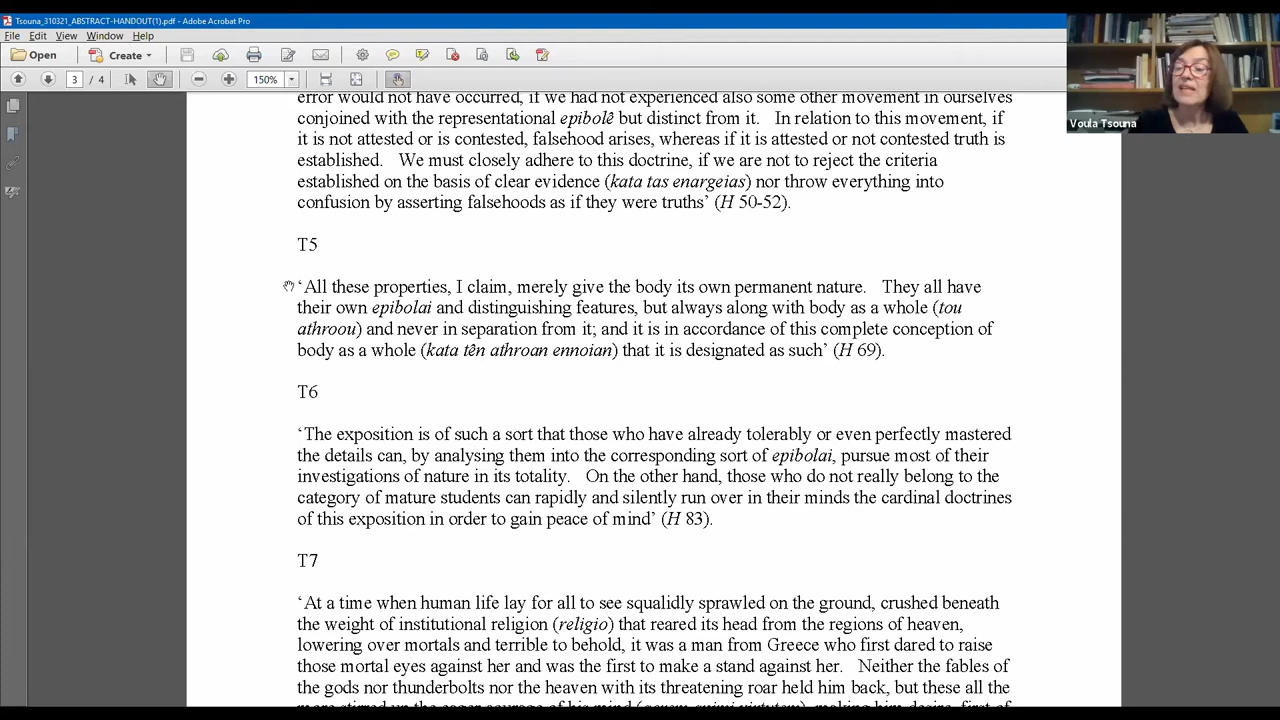 Tsouna_310321_ABSTRACT-HANDOUT(1).pdf - Adobe Acrobat Pro
File Edit View Window Help
Open Create
3 / 4 150%
Voula Tsouna
error would not have occurred, if we had not experienced also some other movement in ourselves
conjoined with the representational epibolê but distinct from it. In relation to this movement, if
it is not attested or is contested, falsehood arises, whereas if it is attested or not contested truth is
established. We must closely adhere to this doctrine, if we are not to reject the criteria
established on the basis of clear evidence (kata tas enargeias) nor throw everything into
confusion by asserting falsehoods as if they were truths’ (H 50-52).
T5
‘All these properties, I claim, merely give the body its own permanent nature. They all have
their own epibolai and distinguishing features, but always along with body as a whole (tou
athroou) and never in separation from it; and it is in accordance of this complete conception of
body as a whole (kata tên athroan ennoian) that it is designated as such’ (H 69).
T6
‘The exposition is of such a sort that those who have already tolerably or even perfectly mastered
the details can, by analysing them into the corresponding sort of epibolai, pursue most of their
investigations of nature in its totality. On the other hand, those who do not really belong to the
category of mature students can rapidly and silently run over in their minds the cardinal doctrines
of this exposition in order to gain peace of mind’ (H 83).
T7
‘At a time when human life lay for all to see squalidly sprawled on the ground, crushed beneath
the weight of institutional religion (religio) that reared its head from the regions of heaven,
lowering over mortals and terrible to behold, it was a man from Greece who first dared to raise
those mortal eyes against her and was the first to make a stand against her. Neither the fables of
the gods nor thunderbolts nor the heaven with its threatening roar held him back, but these all the